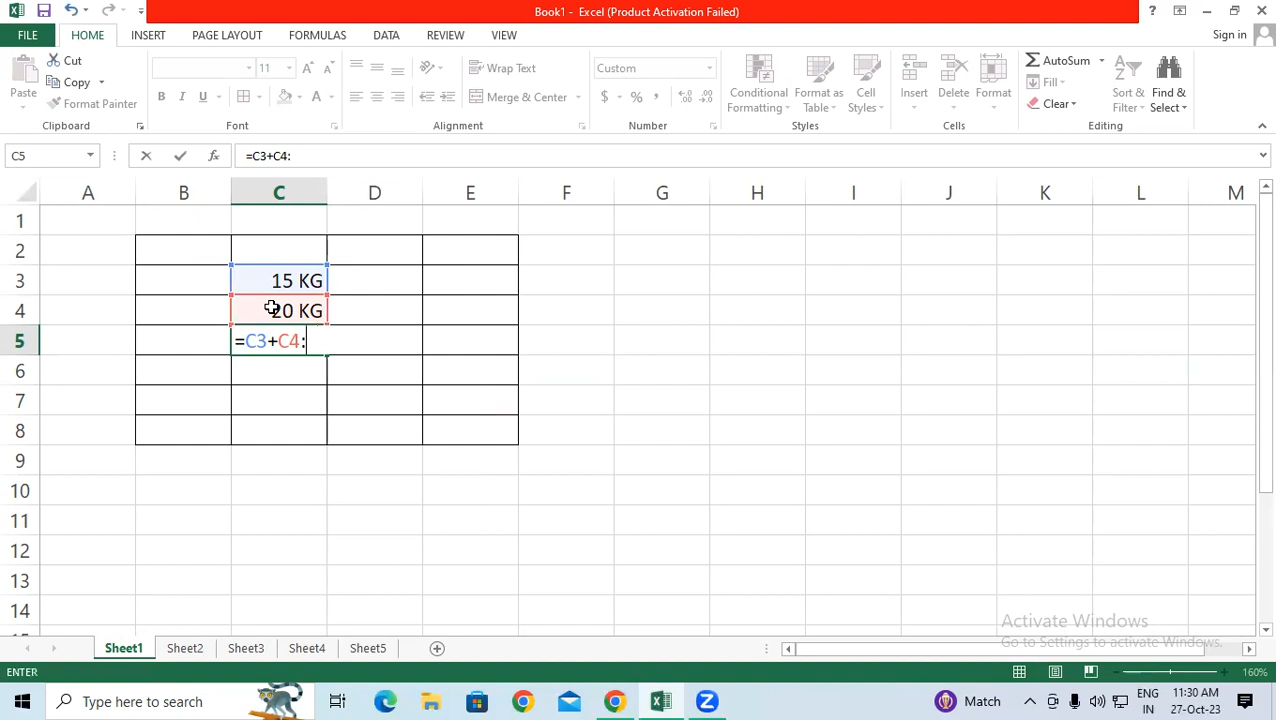 Book1 - Excel (Product Activation Failed)
?
FILE HOME INSERT PAGE LAYOUT FORMULAS DATA REVIEW VIEW Sign in
Paste Cut Copy Format Painter Clipboard
11 A A B I U A Font
Wrap Text Merge & Center Alignment
Custom $ % , Number
Conditional Formatting Format as Table Cell Styles Styles
Insert Delete Format Cells
AutoSum Fill Clear Sort & Filter Find & Select Editing
C5 fx =C3+C4:
A B C D E F G H I J K L M
1
2
3 15 KG
4 20 KG
5 =C3+C4:
6
7
8
9
10
11
12
13
14
Activate Windows
Go to Settings to activate Windows.
Sheet1 Sheet2 Sheet3 Sheet4 Sheet5
ENTER 160%
Type here to search Match ENG IN 11:30 AM 27-Oct-23